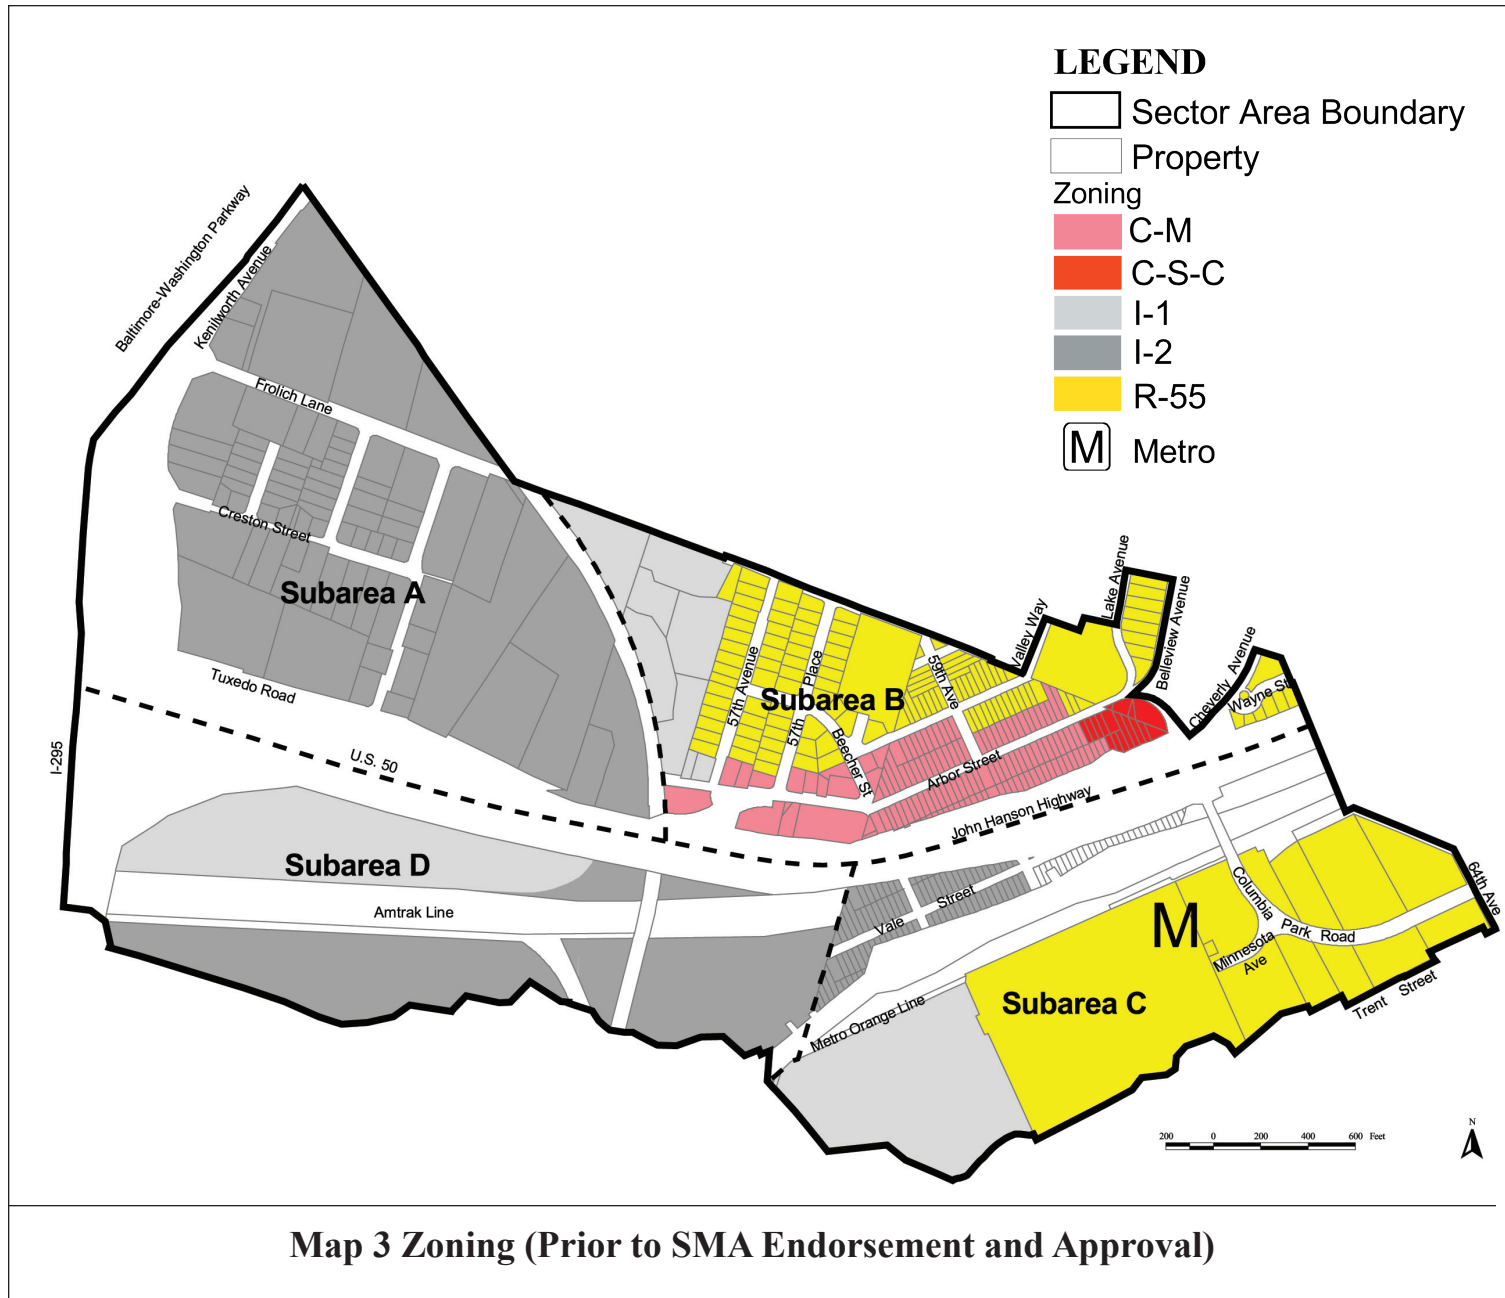 LEGEND
Sector Area Boundary
Property
Zoning
C-M
C-S-C
I-1
I-2
R-55
M
Metro
Baltimore-Washington Parkway
Kenilworth Avenue
Frolich Lane
Creston Street
Subarea A
Tuxedo Road
I-295
U.S. 50
57th Avenue
57th Place
Subarea B
Beecher St
59th Ave
Valley Way
Lake Avenue
Belleview Avenue
Cheverly Avenue
Wayne St
Arbor Street
John Hanson Highway
Subarea D
Amtrak Line
Vale Street
Metro Orange Line
M
Columbia Park Road
Minnesota
Ave
64th Ave
Subarea C
Trent Street
200 0 200 400 600 Feet
N
Map 3 Zoning (Prior to SMA Endorsement and Approval)